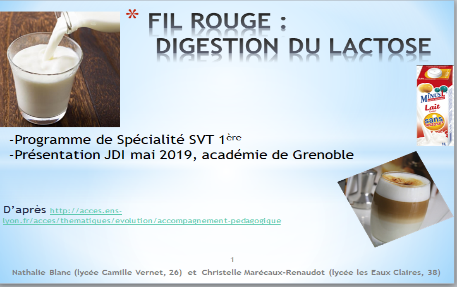 * FIL ROUGE :
DIGESTION DU LACTOSE
MINUS L
Lait
sans
-Programme de Spécialité SVT 1ère
-Présentation JDI mai 2019, académie de Grenoble
D'après http://acces.ens-
lyon.fr/acces/thematiques/evolution/accompagnement-pedagogique
1
Nathalie Blanc (lycée Camille Vernet, 26) et Christelle Marécaux-Renaudot (lycée les Eaux Claires, 38)